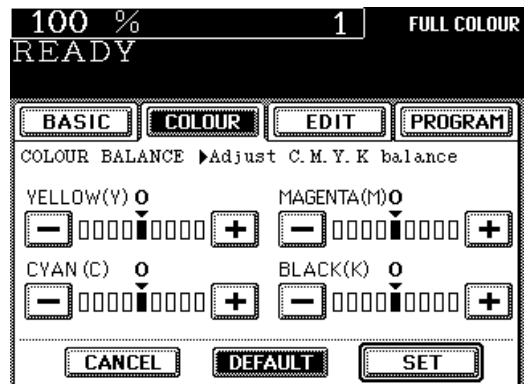 100 % 1 FULL COLOUR
READY
BASIC COLOUR EDIT PROGRAM
COLOUR BALANCE ▶Adjust C.M.Y.K balance
YELLOW(Y) 0 MAGENTA(M) 0
− +  − +
CYAN (C) 0 BLACK(K) 0
− +  − +
CANCEL DEFAULT SET